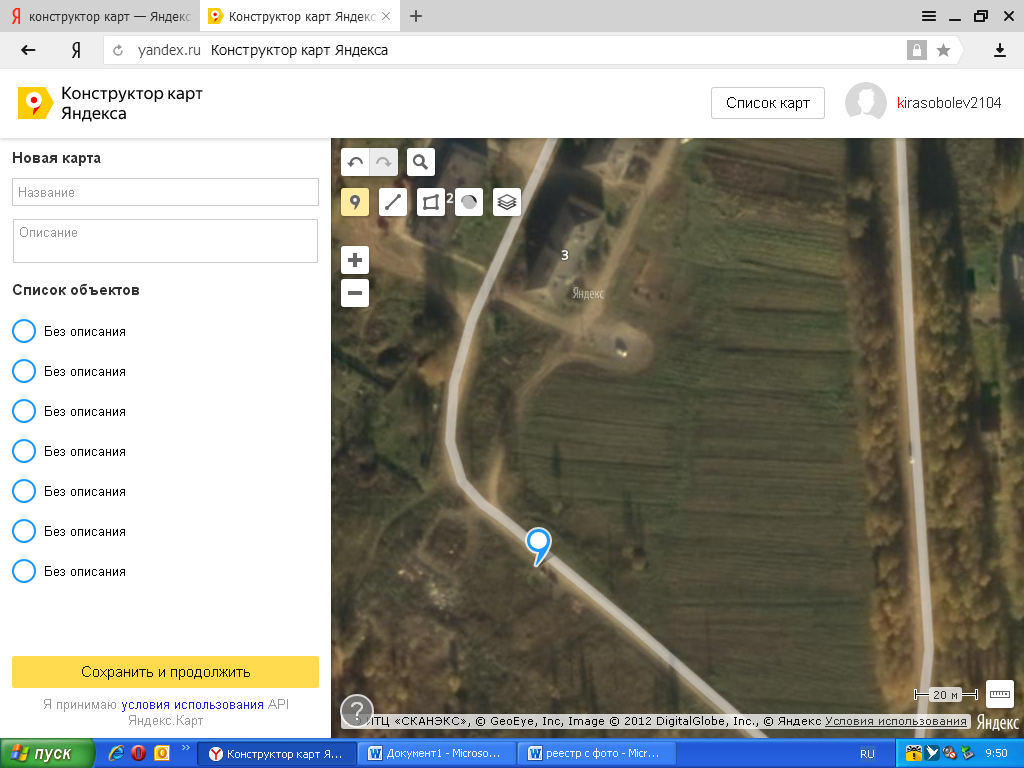 конструктор карт — Яндекс
Конструктор карт Яндекс
yandex.ru Конструктор карт Яндекса
Конструктор карт
Яндекса
Список карт
kirasobolev2104
Новая карта
Название
Описание
Список объектов
Без описания
Без описания
Без описания
Без описания
Без описания
Без описания
Без описания
Сохранить и продолжить
Я принимаю условия использования API
Яндекс.Карт
2
3
Яндекс
20 м
?
НТЦ «СКАНЭКС», © GeoEye, Inc, Image © 2012 DigitalGlobe, Inc., © Яндекс Условия использования
Яндекс
пуск
Конструктор карт Я...
Документ1 - Microso...
реестр с фото - Micr...
RU
9:50